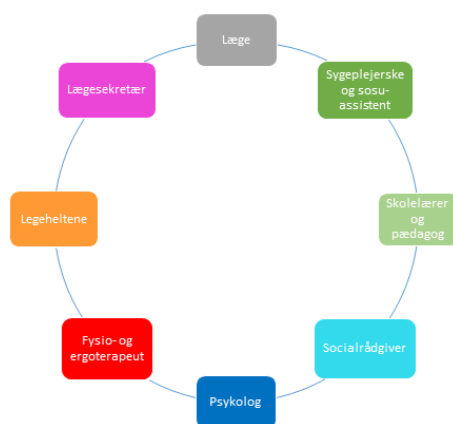 Læge
Sygeplejerske
og sosu-
assistent
Skolelærer
og
pædagog
Socialrådgiver
Psykolog
Fysio- og
ergoterapeut
Legeheltene
Lægesekretær